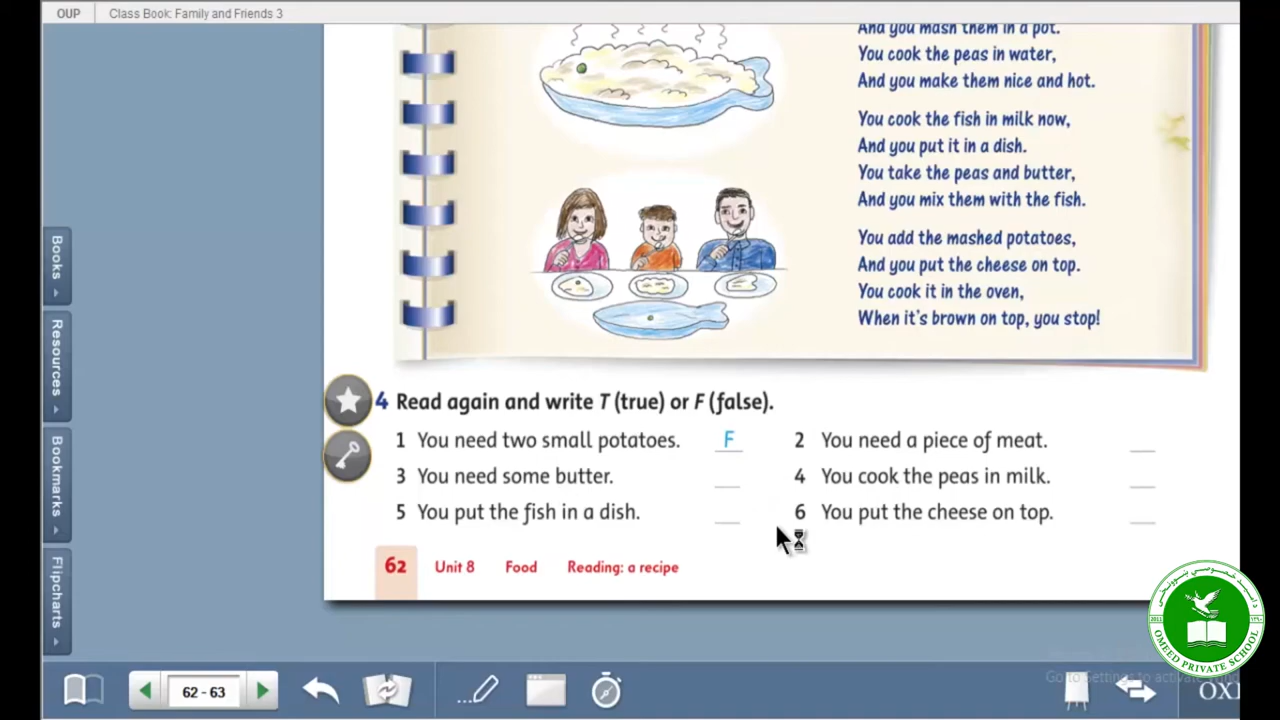 OUP Class Book: Family and Friends 3
And you mash them in a pot.
You cook the peas in water,
And you make them nice and hot.
You cook the fish in milk now,
And you put it in a dish.
You take the peas and butter,
And you mix them with the fish.
You add the mashed potatoes,
And you put the cheese on top.
You cook it in the oven,
When it's brown on top, you stop!
Books
Resources
Bookmarks
Flipcharts
4 Read again and write T (true) or F (false).
1 You need two small potatoes. F
2 You need a piece of meat. __
3 You need some butter. __
4 You cook the peas in milk. __
5 You put the fish in a dish. __
6 You put the cheese on top. __
62 Unit 8 Food Reading: a recipe
OMEED PRIVATE SCHOOL
62 - 63